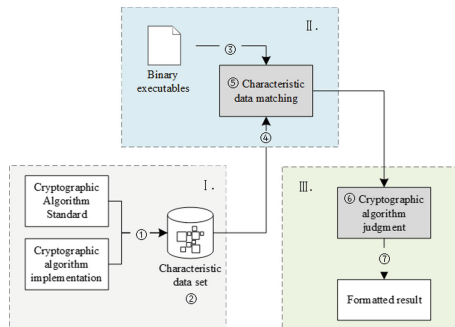 II.
③
Binary
executables
⑤ Characteristic
data matching
④
I.
Cryptographic
Algorithm
Standard
①
Cryptographic
algorithm
implementation
Characteristic
data set
②
III.
⑥ Cryptographic
algorithm
judgment
⑦
Formatted result